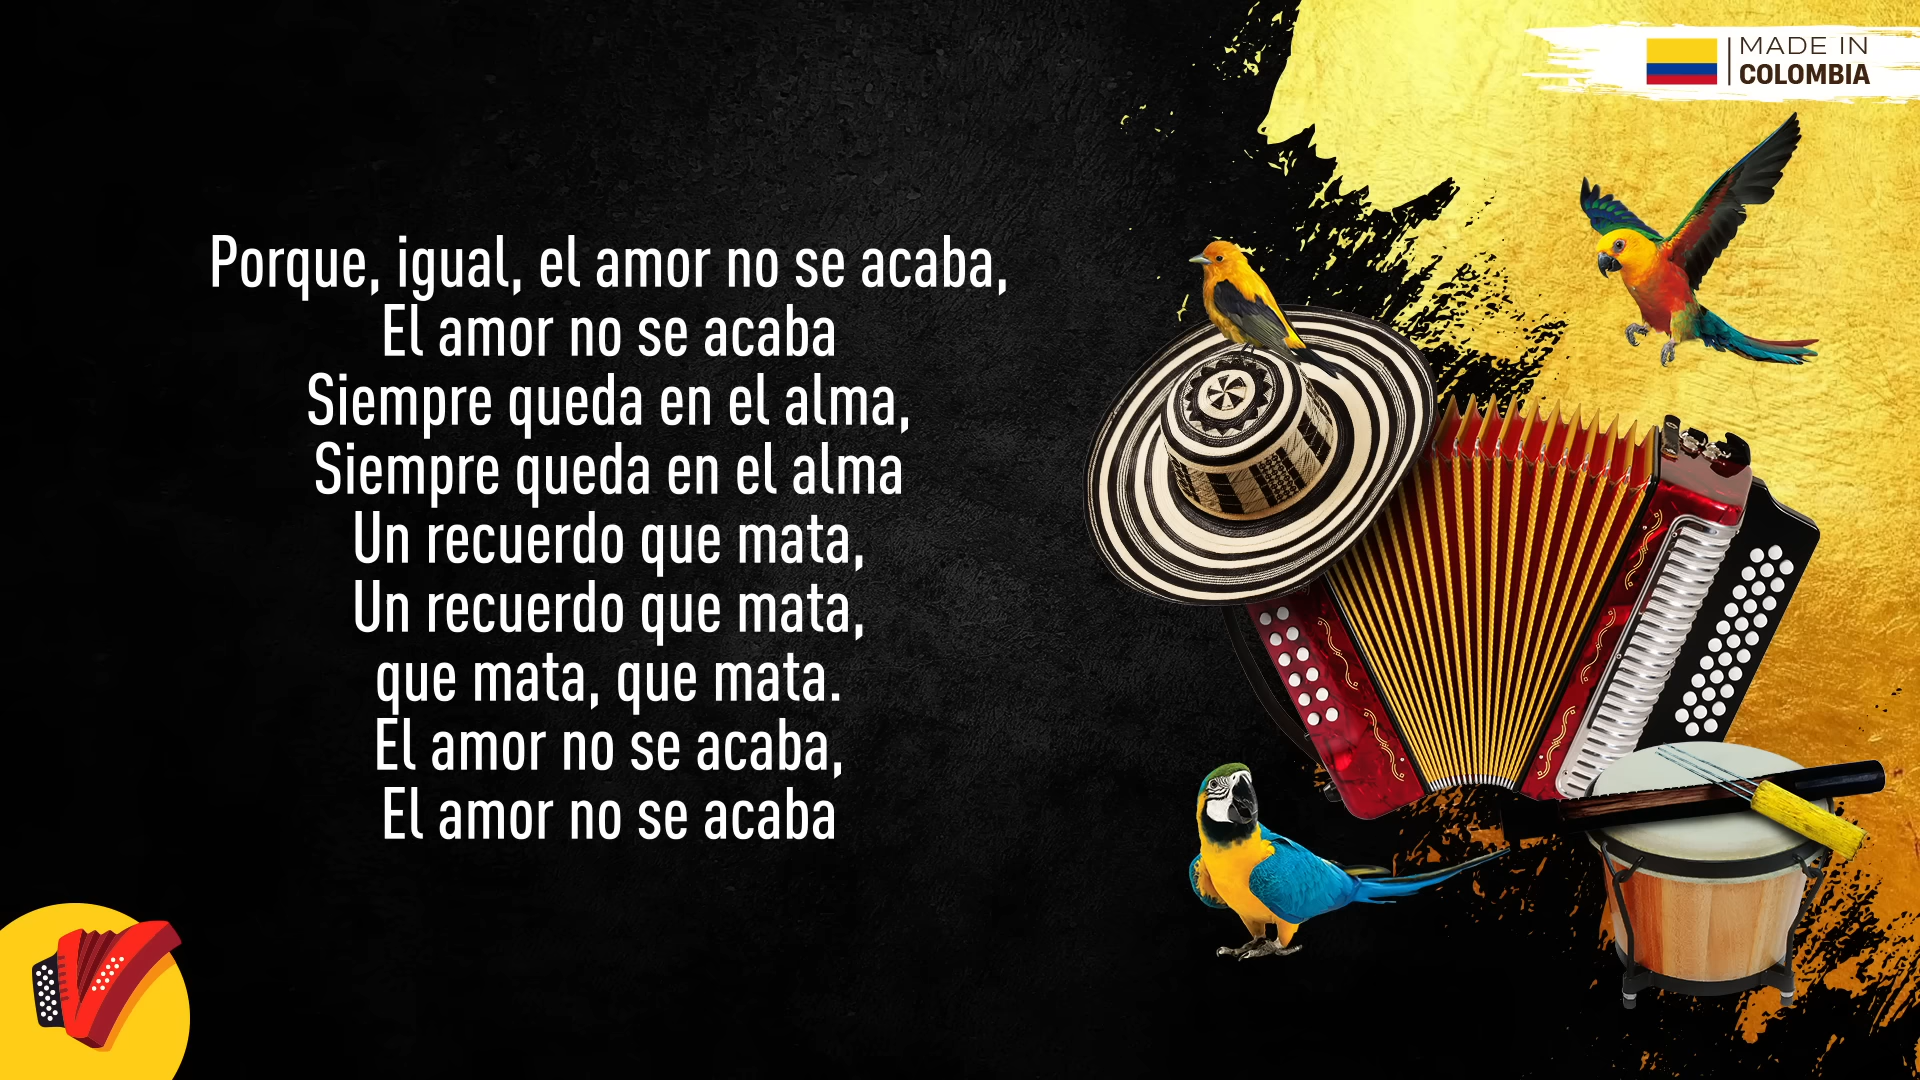 MADE IN
COLOMBIA
Porque, igual, el amor no se acaba,
El amor no se acaba
Siempre queda en el alma,
Siempre queda en el alma
Un recuerdo que mata,
Un recuerdo que mata,
que mata, que mata.
El amor no se acaba,
El amor no se acaba